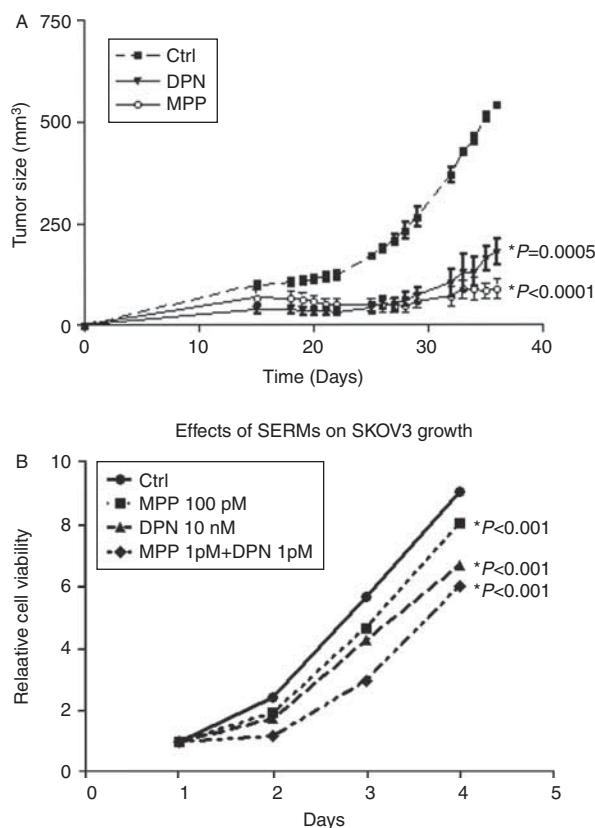 A
750
500
250
0
Tumor size (mm³)
Ctrl
DPN
MPP
*P=0.0005
*P<0.0001
0 10 20 30 40
Time (Days)
Effects of SERMs on SKOV3 growth
B
10
8
6
4
2
0
Relaative cell viability
Ctrl
MPP 100 pM
DPN 10 nM
MPP 1pM+DPN 1pM
*P<0.001
*P<0.001
*P<0.001
0 1 2 3 4 5
Days